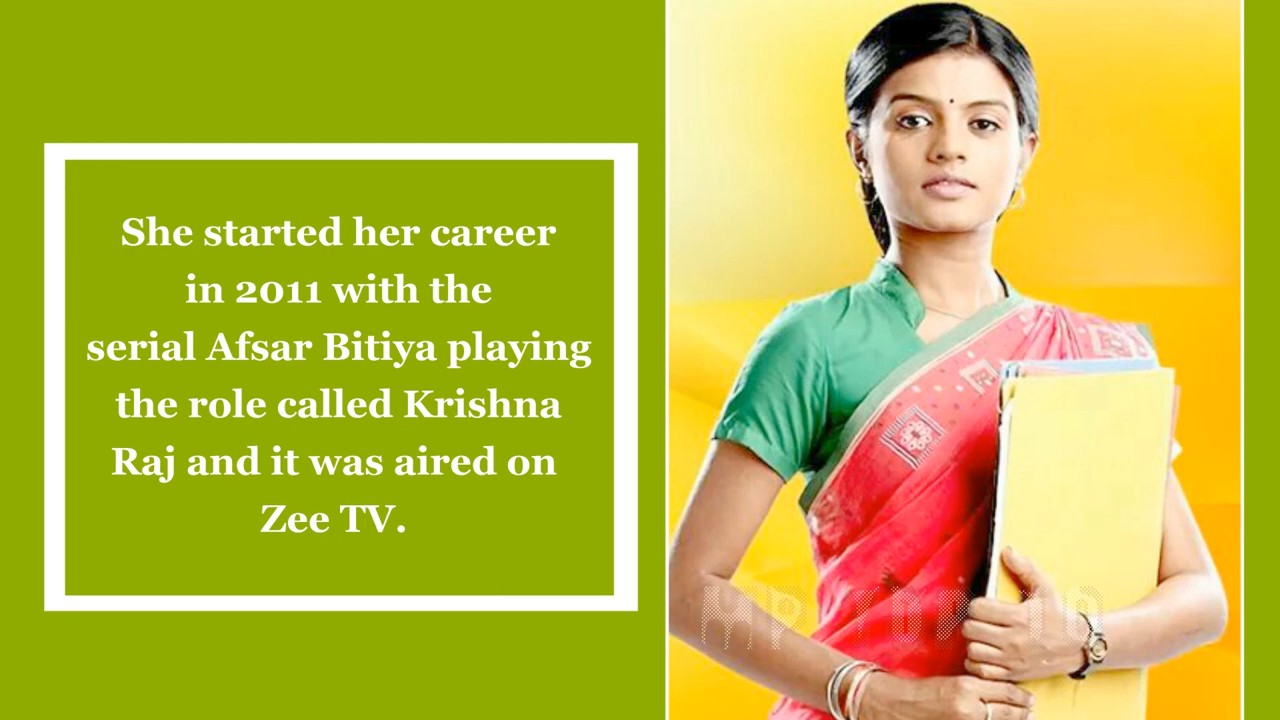 She started her career
in 2011 with the
serial Afsar Bitiya playing
the role called Krishna
Raj and it was aired on
Zee TV.